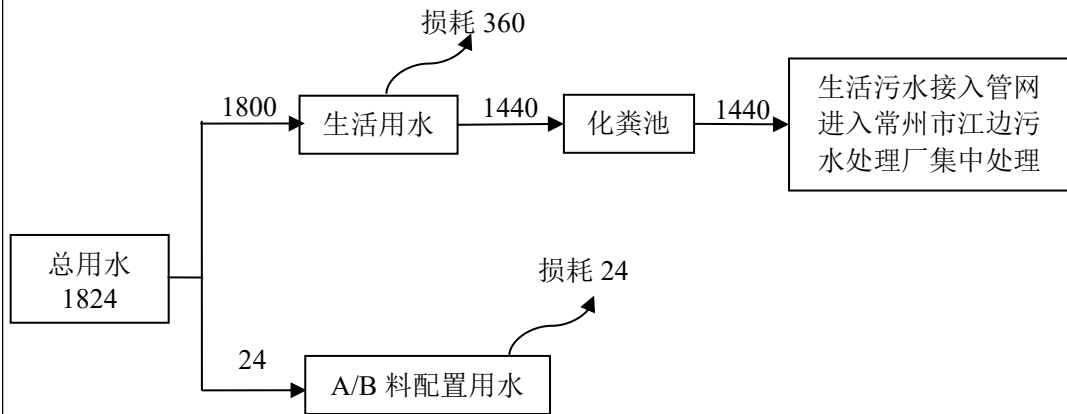 损耗 360
1800
生活用水
1440
化粪池
1440
生活污水接入管网
进入常州市江边污
水处理厂集中处理
总用水
1824
损耗 24
24
A/B 料配置用水